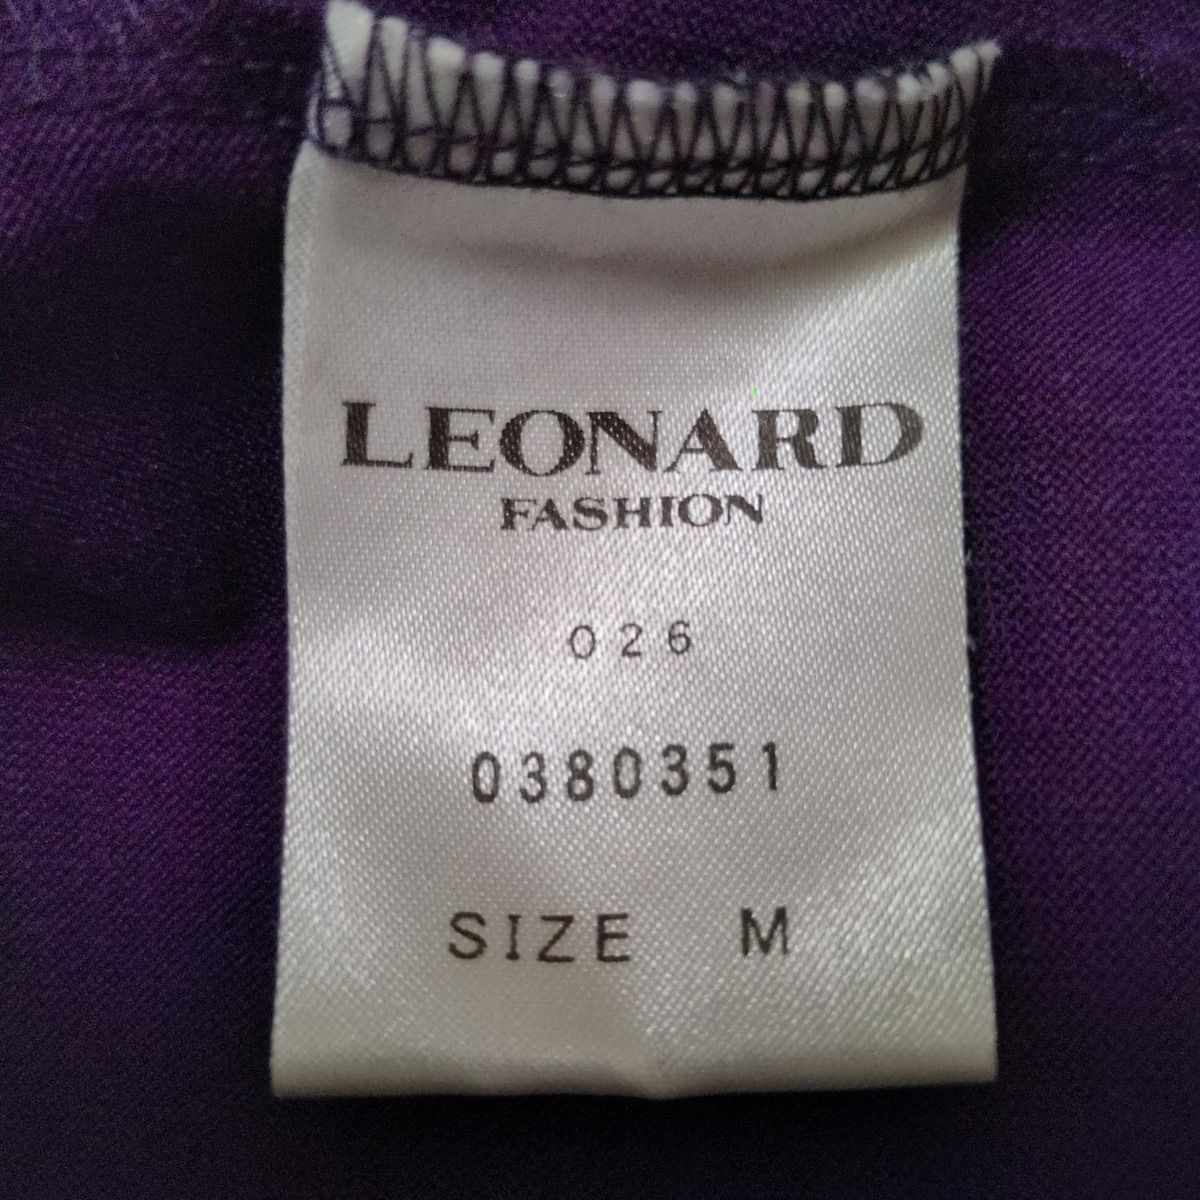 LEONARD
FASHION
026
0380351
SIZE M